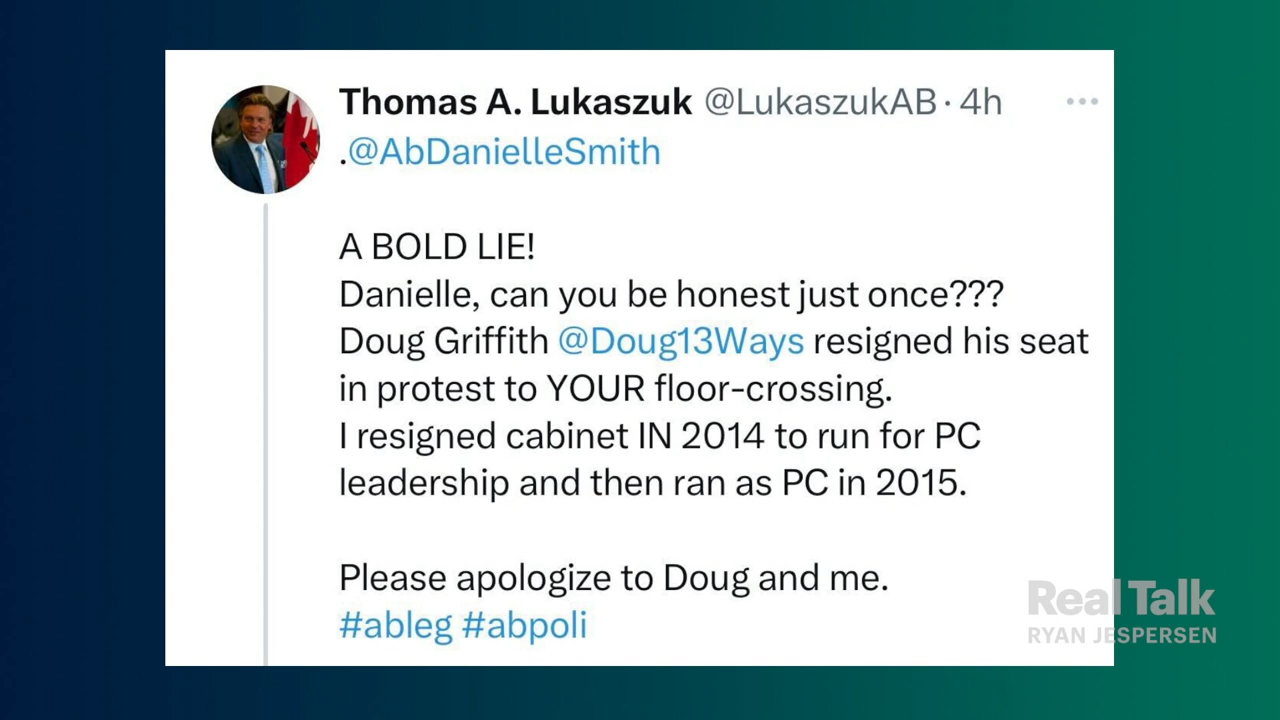 Thomas A. Lukaszuk @LukaszukAB · 4h ...
.@AbDanielleSmith
A BOLD LIE!
Danielle, can you be honest just once???
Doug Griffith @Doug13Ways resigned his seat
in protest to YOUR floor-crossing.
I resigned cabinet IN 2014 to run for PC
leadership and then ran as PC in 2015.
Please apologize to Doug and me.
#ableg #abpoli
Real Talk
RYAN JESPERSEN